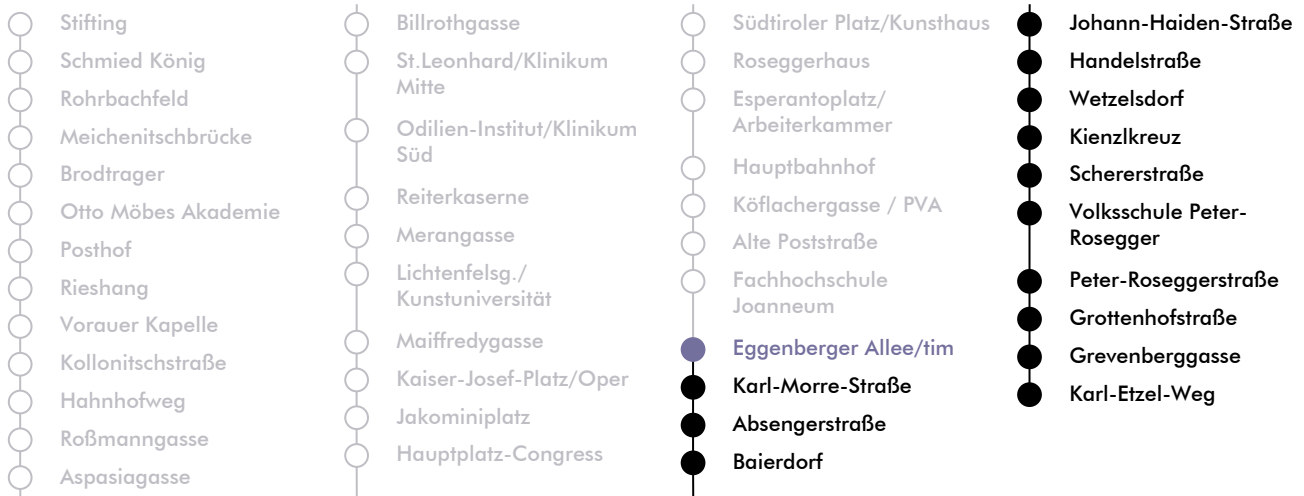 Stifting
Schmied König
Rohrbachfeld
Meichenitschbrücke
Brodtrager
Otto Möbes Akademie
Posthof
Rieshang
Vorauer Kapelle
Kollonitschstraße
Hahnhofweg
Roßmanngasse
Aspasiagasse
Billrothgasse
St.Leonhard/Klinikum
Mitte
Odilien-Institut/Klinikum
Süd
Reiterkaserne
Merangasse
Lichtenfelsg./
Kunstuniversität
Maiffredygasse
Kaiser-Josef-Platz/Oper
Jakominiplatz
Hauptplatz-Congress
Südtiroler Platz/Kunsthaus
Roseggerhaus
Esperantoplatz/
Arbeiterkammer
Hauptbahnhof
Köflachergasse / PVA
Alte Poststraße
Fachhochschule
Joanneum
Eggenberger Allee/tim
Karl-Morre-Straße
Absengerstraße
Baierdorf
Johann-Haiden-Straße
Handelstraße
Wetzelsdorf
Kienzlkreuz
Schererstraße
Volksschule Peter-
Rosegger
Peter-Roseggerstraße
Grottenhofstraße
Grevenberggasse
Karl-Etzel-Weg